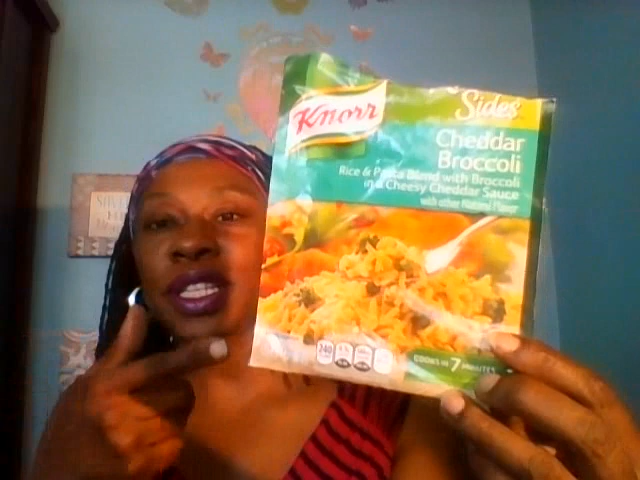 Knorr
Sides
Cheddar
Broccoli
Rice & Pasta Blend with Broccoli
in a Cheesy Cheddar Sauce
with other Natural Flavor
240
COOKS IN 7 MINUTES